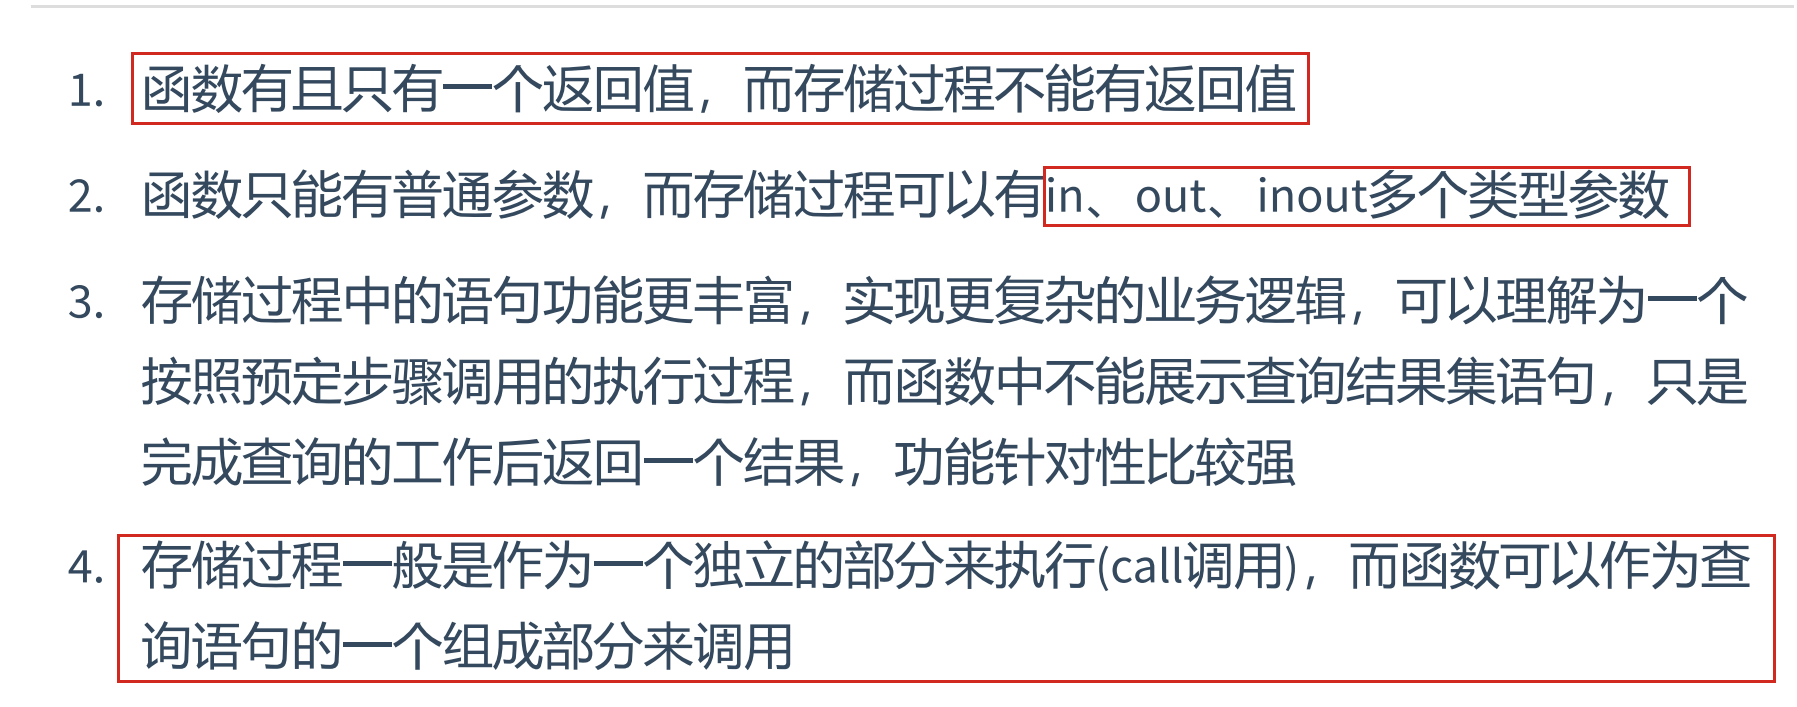 1. 函数有且只有一个返回值，而存储过程不能有返回值
2. 函数只能有普通参数，而存储过程可以有in、out、inout多个类型参数
3. 存储过程中的语句功能更丰富，实现更复杂的业务逻辑，可以理解为一个
按照预定步骤调用的执行过程，而函数中不能展示查询结果集语句，只是
完成查询的工作后返回一个结果，功能针对性比较强
4. 存储过程一般是作为一个独立的部分来执行(call调用)，而函数可以作为查
询语句的一个组成部分来调用